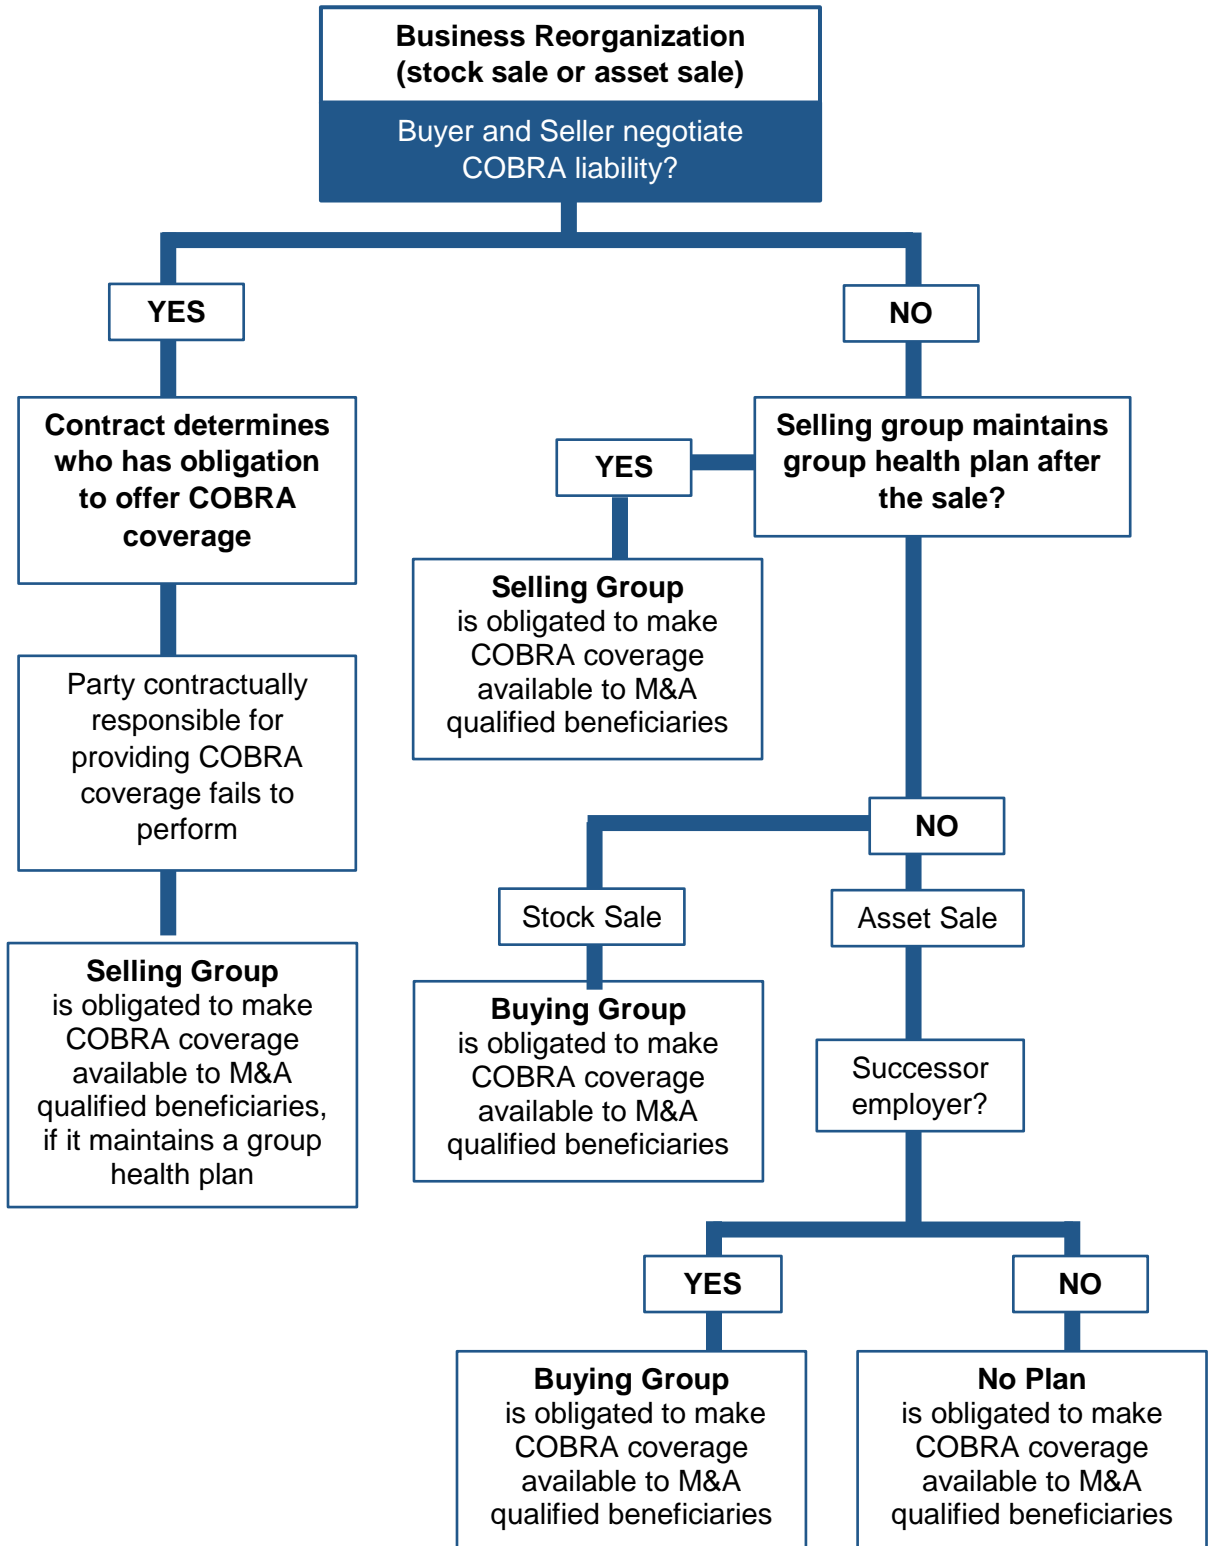 Business Reorganization
(stock sale or asset sale)
Buyer and Seller negotiate
COBRA liability?
YES
NO
Contract determines
who has obligation
to offer COBRA
coverage
YES
Selling group maintains
group health plan after
the sale?
Selling Group
is obligated to make
COBRA coverage
available to M&A
qualified beneficiaries
Party contractually
responsible for
providing COBRA
coverage fails to
perform
NO
Stock Sale
Asset Sale
Selling Group
is obligated to make
COBRA coverage
available to M&A
qualified beneficiaries,
if it maintains a group
health plan
Buying Group
is obligated to make
COBRA coverage
available to M&A
qualified beneficiaries
Successor
employer?
YES
NO
Buying Group
is obligated to make
COBRA coverage
available to M&A
qualified beneficiaries
No Plan
is obligated to make
COBRA coverage
available to M&A
qualified beneficiaries